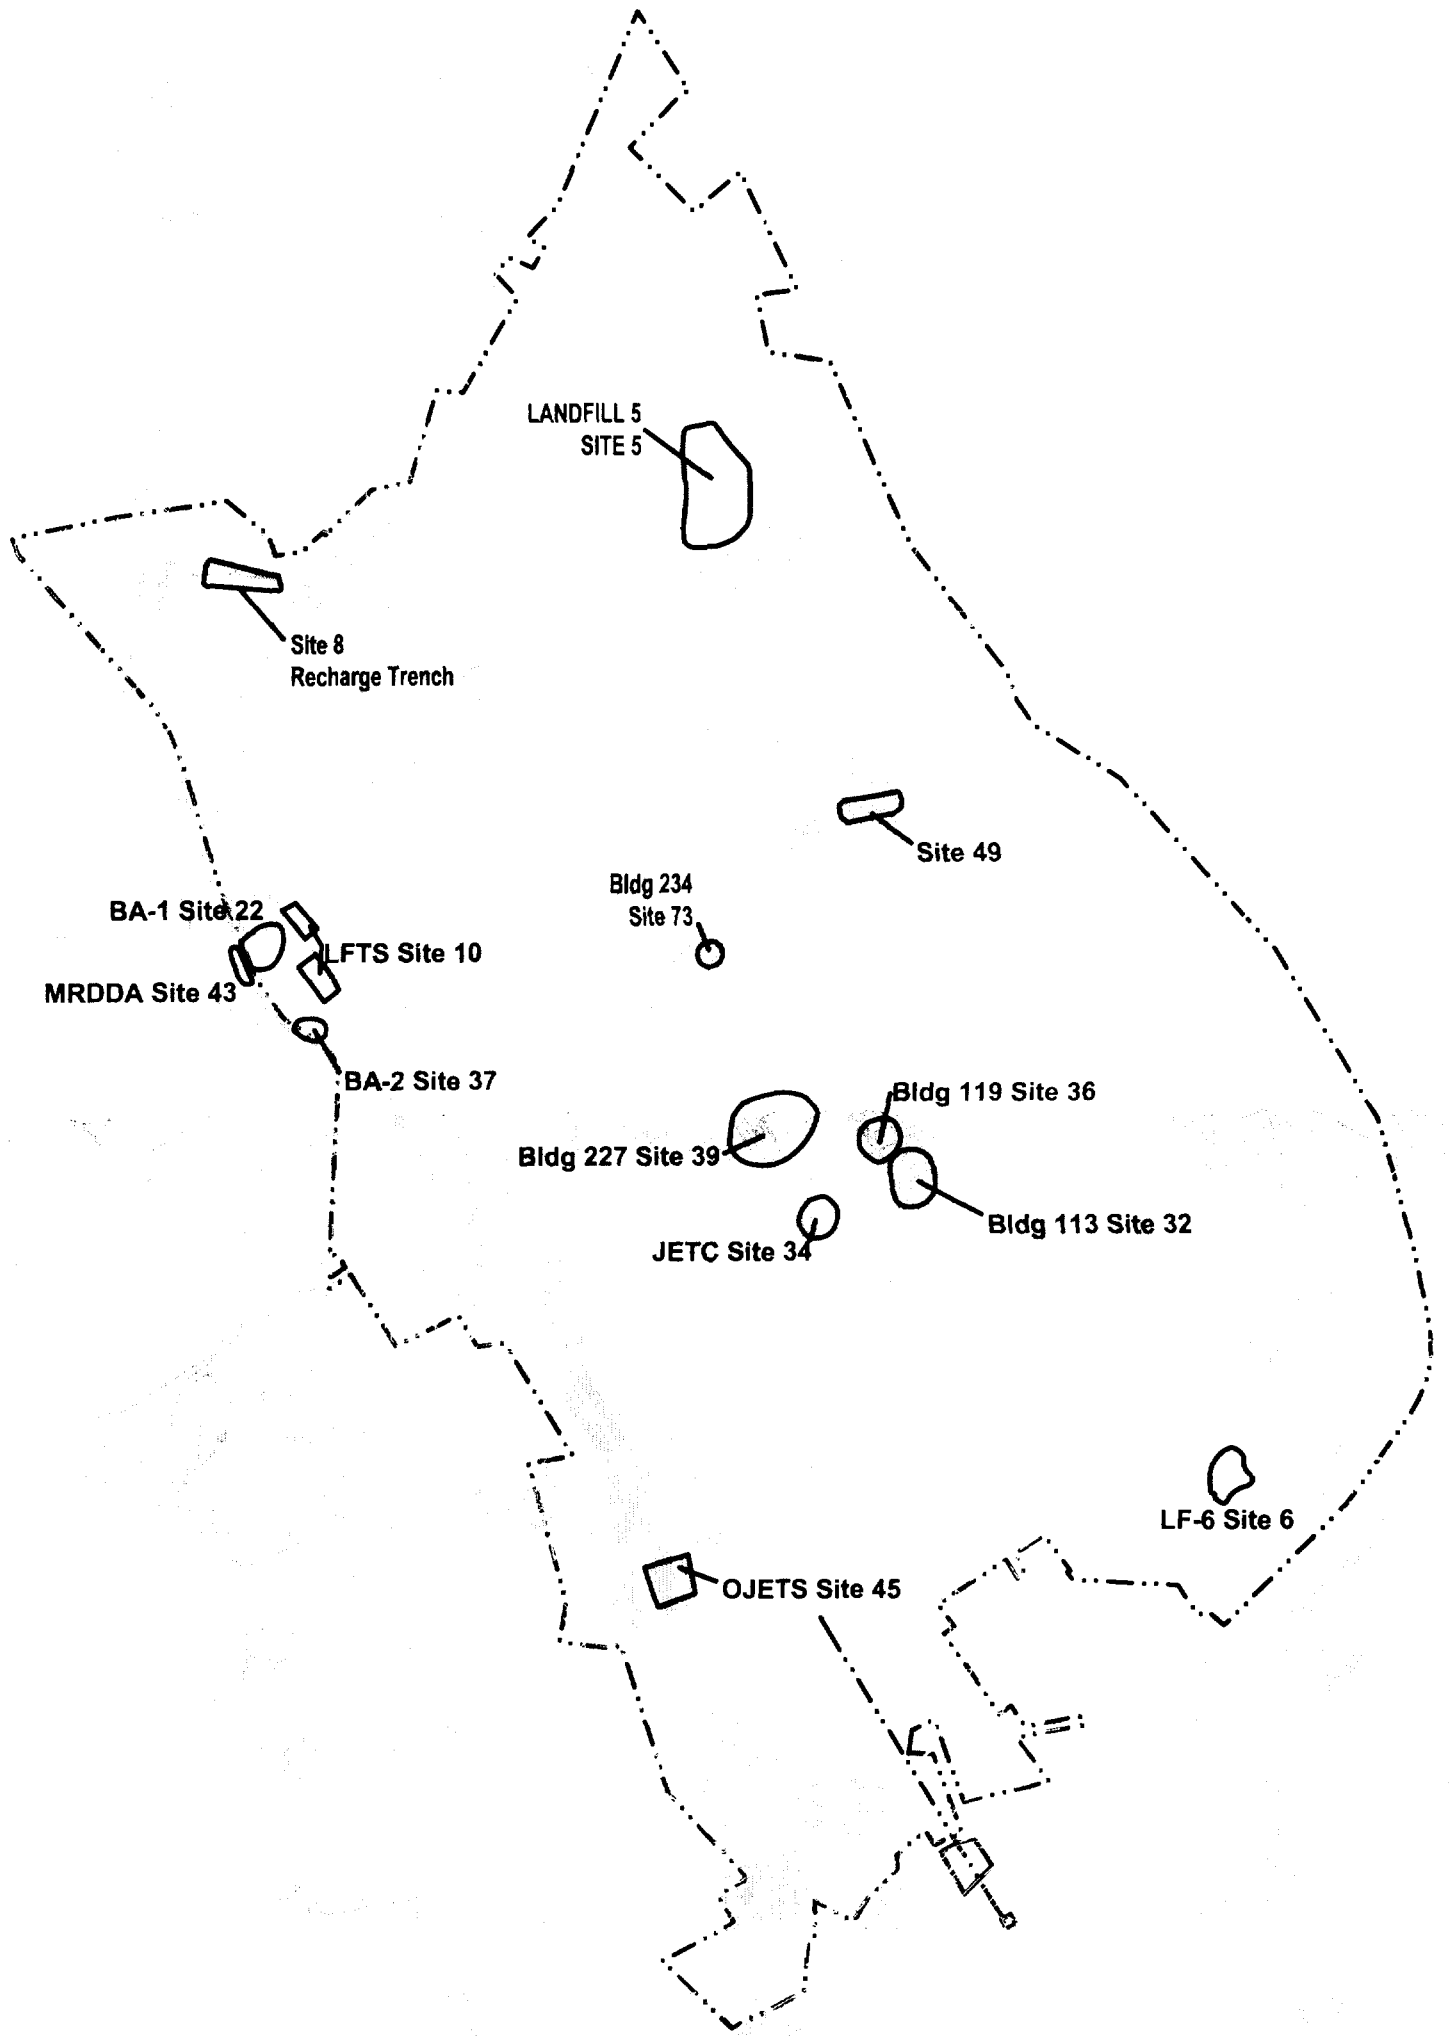 LANDFILL 5
SITE 5
Site 8
Recharge Trench
Site 49
Bldg 234
Site 73
BA-1 Site 22
LFTS Site 10
MRDDA Site 43
BA-2 Site 37
Bldg 119 Site 36
Bldg 227 Site 39
Bldg 113 Site 32
JETC Site 34
LF-6 Site 6
OJETS Site 45